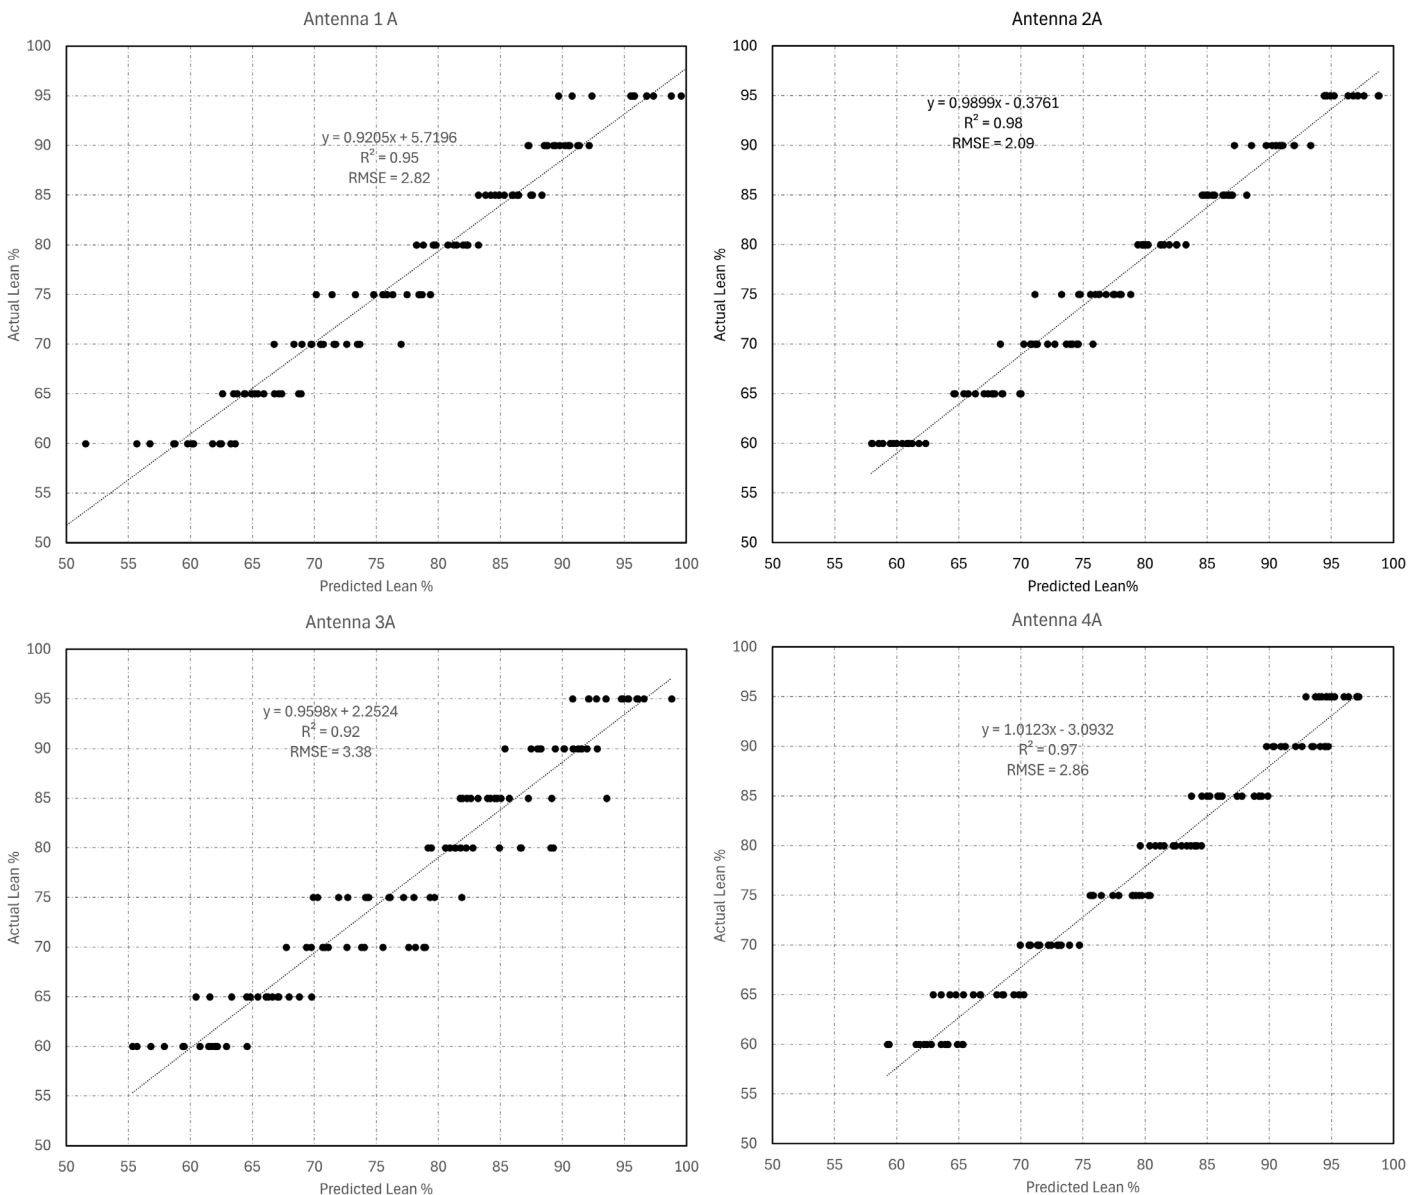 Antenna 1 A
100
95
90
85
80
75
70
65
60
55
50
Actual Lean %
y = 0.9205x + 5.7196
R² = 0.95
RMSE = 2.82
50 55 60 65 70 75 80 85 90 95 100
Predicted Lean %
Antenna 2A
100
95
90
85
80
75
70
65
60
55
50
Actual Lean %
y = 0.9899x - 0.3761
R² = 0.98
RMSE = 2.09
50 55 60 65 70 75 80 85 90 95 100
Predicted Lean%
Antenna 3A
100
95
90
85
80
75
70
65
60
55
50
Actual Lean %
y = 0.9598x + 2.2524
R² = 0.92
RMSE = 3.38
50 55 60 65 70 75 80 85 90 95 100
Predicted Lean %
Antenna 4A
100
95
90
85
80
75
70
65
60
55
50
Actual Lean %
y = 1.0123x - 3.0932
R² = 0.97
RMSE = 2.86
50 55 60 65 70 75 80 85 90 95 100
Predicted Lean %